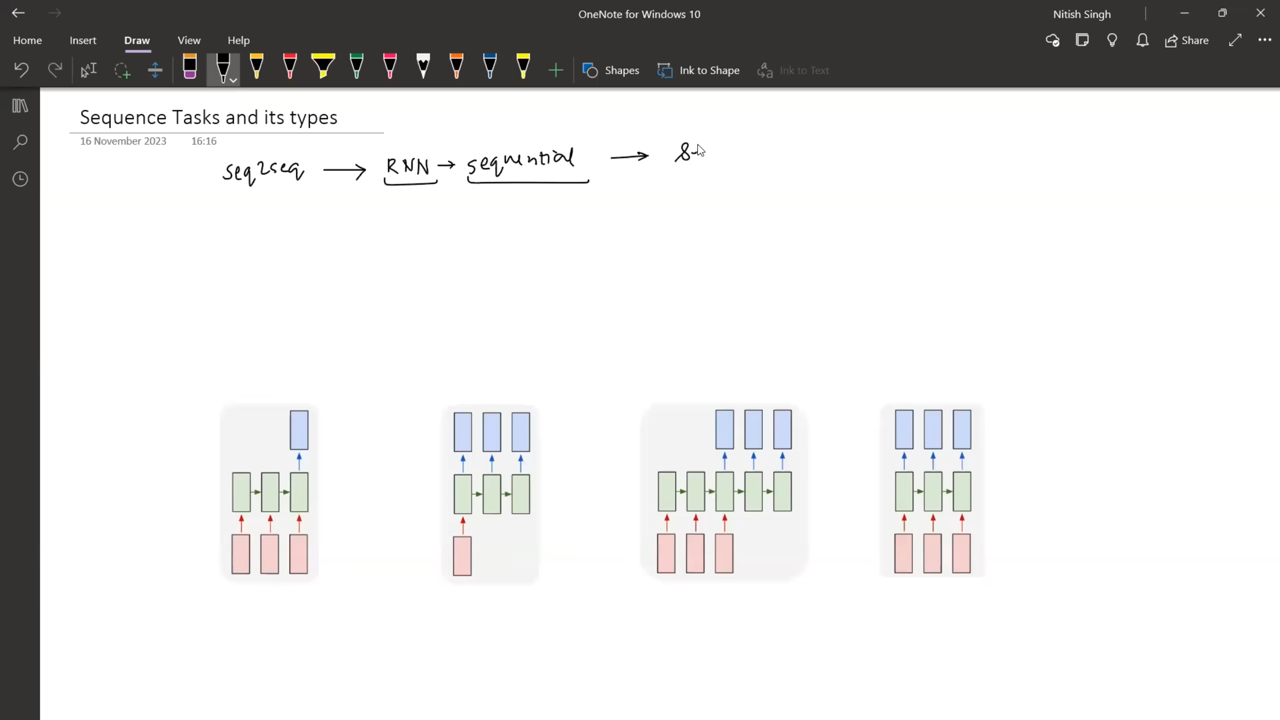 OneNote for Windows 10
Nitish Singh
Home Insert Draw View Help
Share
Shapes Ink to Shape Ink to Text
Sequence Tasks and its types
16 November 2023 16:16
seq2seq → RNN → sequential →